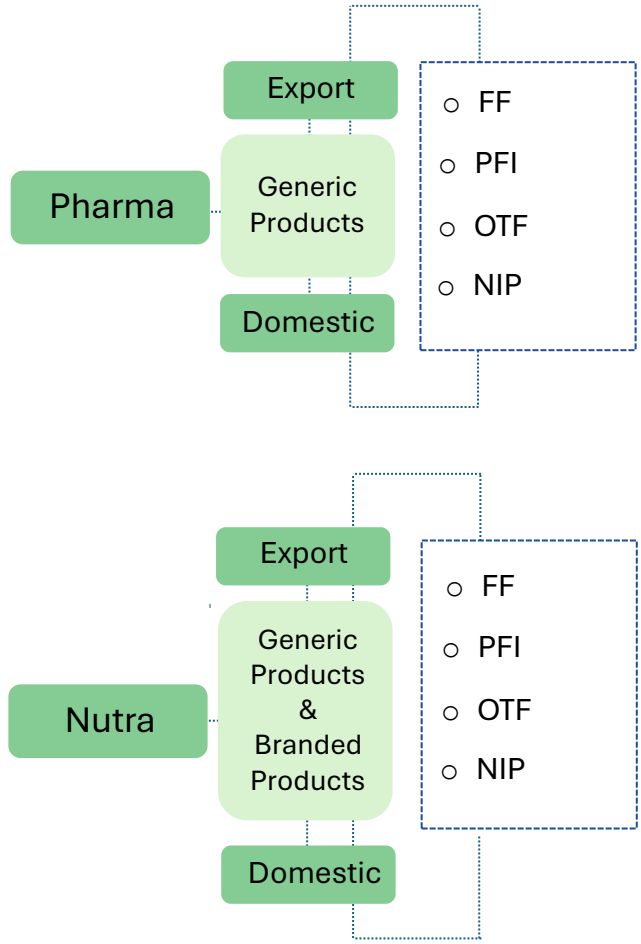 Export
Pharma
Generic
Products
Domestic
○ FF
○ PFI
○ OTF
○ NIP
Export
Nutra
Generic
Products
&
Branded
Products
Domestic
○ FF
○ PFI
○ OTF
○ NIP